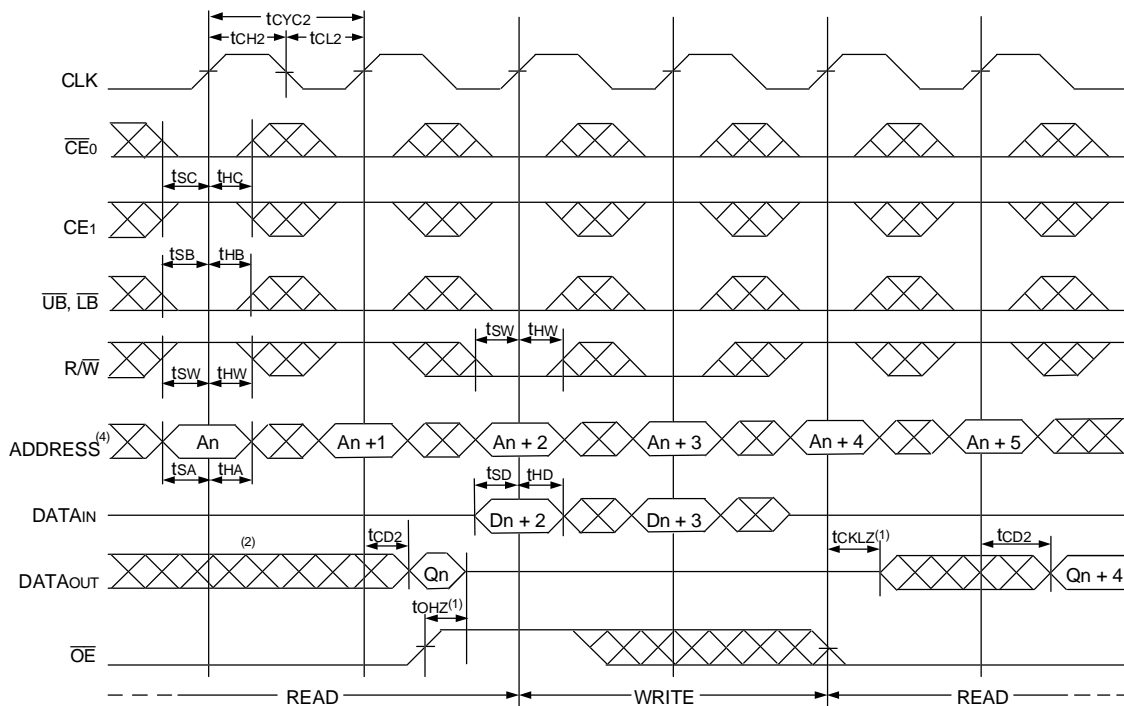 tCYC2
tCH2 tCL2
CLK
CE0
tSC tHC
CE1
tSB tHB
UB, LB
tSW tHW
R/W
tSW tHW
ADDRESS(4) An An +1 An + 2 An + 3 An + 4 An + 5
tSA tHA tSD tHD
DATAIN Dn + 2 Dn + 3
(2) tCD2 tCKLZ(1) tCD2
DATAOUT Qn Qn + 4
tOHZ(1)
OE
READ WRITE READ